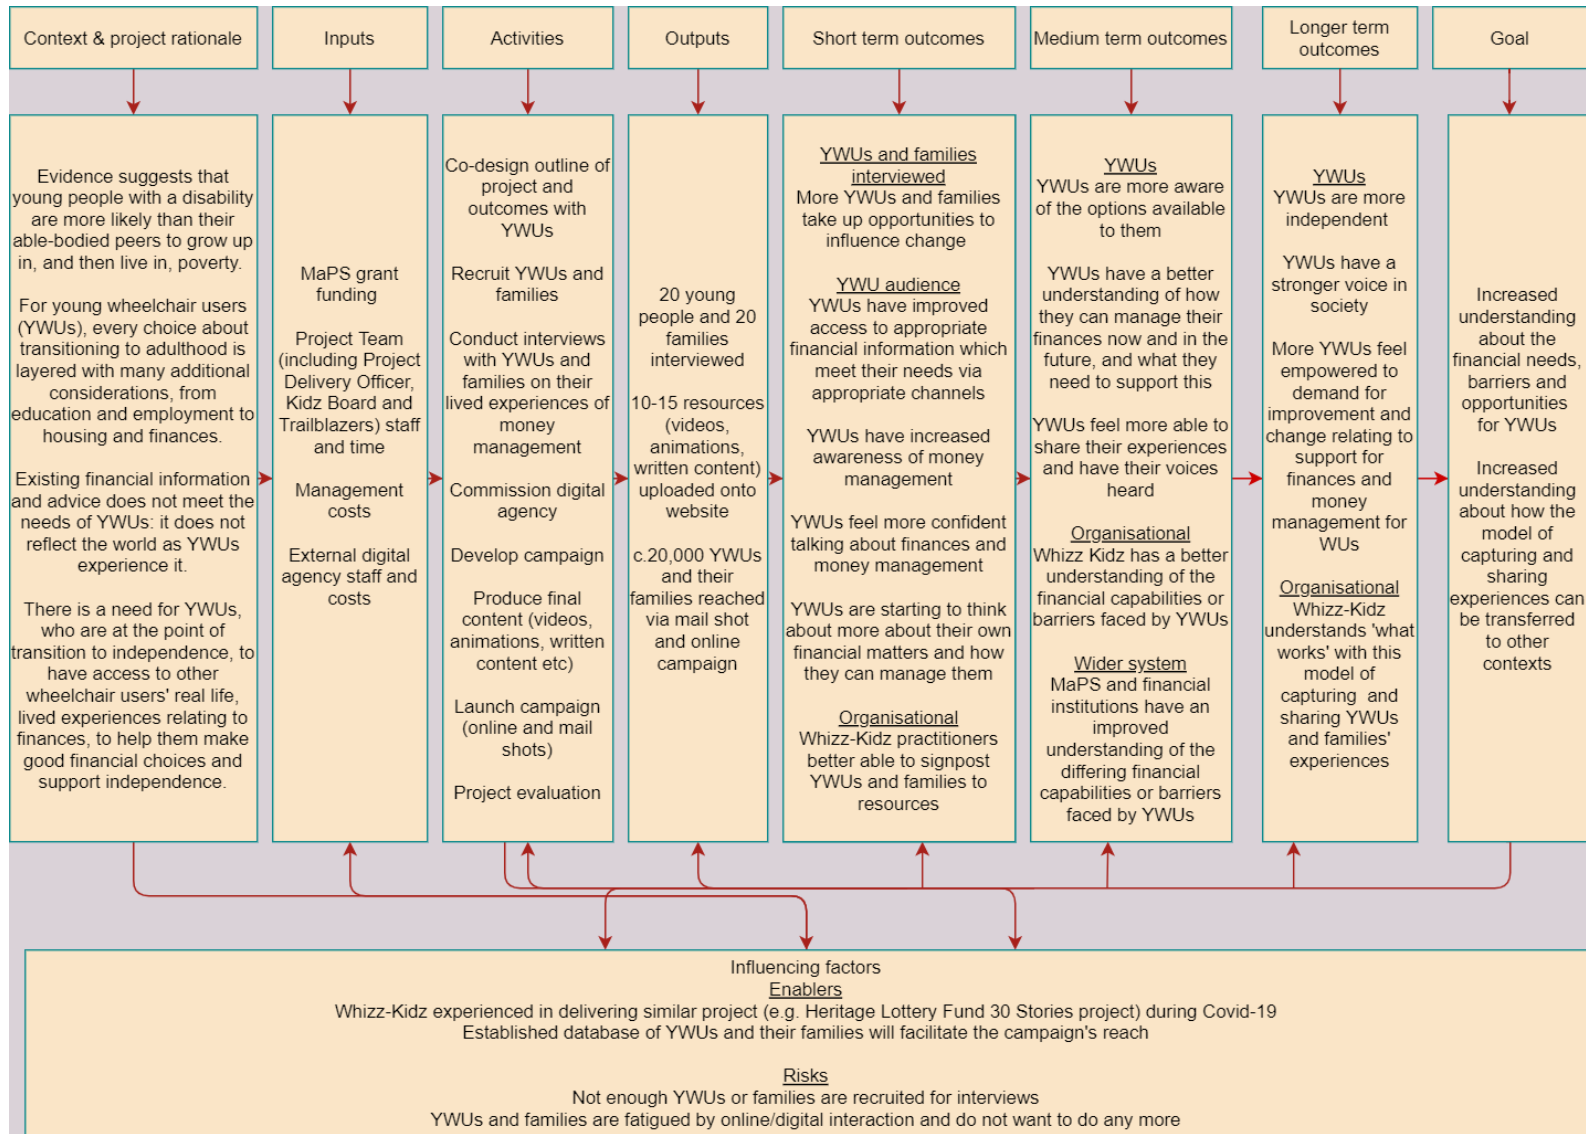 Context & project rationale
Inputs
Activities
Outputs
Short term outcomes
Medium term outcomes
Longer term
outcomes
Goal
Evidence suggests that
young people with a disability
are more likely than their
able-bodied peers to grow up
in, and then live in, poverty.
For young wheelchair users
(YWUs), every choice about
transitioning to adulthood is
layered with many additional
considerations, from
education and employment to
housing and finances.
Existing financial information
and advice does not meet the
needs of YWUs: it does not
reflect the world as YWUs
experience it.
There is a need for YWUs,
who are at the point of
transition to independence, to
have access to other
wheelchair users' real life,
lived experiences relating to
finances, to help them make
good financial choices and
support independence.
MaPS grant
funding
Project Team
(including Project
Delivery Officer,
Kidz Board and
Trailblazers) staff
and time
Management
costs
External digital
agency staff and
costs
Co-design outline of
project and
outcomes with
YWUs
Recruit YWUs and
families
Conduct interviews
with YWUs and
families on their
lived experiences of
money
management
Commission digital
agency
Develop campaign
Produce final
content (videos,
animations, written
content etc)
Launch campaign
(online and mail
shots)
Project evaluation
20 young
people and 20
families
interviewed
10-15 resources
(videos,
animations,
written content)
uploaded onto
website
c.20,000 YWUs
and their
families reached
via mail shot
and online
campaign
YWUs and families
interviewed
More YWUs and families
take up opportunities to
influence change
YWU audience
YWUs have improved
access to appropriate
financial information which
meet their needs via
appropriate channels
YWUs have increased
awareness of money
management
YWUs feel more confident
talking about finances and
money management
YWUs are starting to think
about more about their own
financial matters and how
they can manage them
Organisational
Whizz-Kidz practitioners
better able to signpost
YWUs and families to
resources
YWUs
YWUs are more aware
of the options available
to them
YWUs have a better
understanding of how
they can manage their
finances now and in the
future, and what they
need to support this
YWUs feel more able to
share their experiences
and have their voices
heard
Organisational
Whizz Kidz has a better
understanding of the
financial capabilities or
barriers faced by YWUs
Wider system
MaPS and financial
institutions have an
improved
understanding of the
differing financial
capabilities or barriers
faced by YWUs
YWUs
YWUs are more
independent
YWUs have a
stronger voice in
society
More YWUs feel
empowered to
demand for
improvement and
change relating to
support for
finances and
money
management for
WUs
Organisational
Whizz-Kidz
understands 'what
works' with this
model of
capturing and
sharing YWUs
and families'
experiences
Increased
understanding
about the
financial needs,
barriers and
opportunities
for YWUs
Increased
understanding
about how the
model of
capturing and
sharing
experiences can
be transferred
to other
contexts
Influencing factors
Enablers
Whizz-Kidz experienced in delivering similar project (e.g. Heritage Lottery Fund 30 Stories project) during Covid-19
Established database of YWUs and their families will facilitate the campaign's reach
Risks
Not enough YWUs or families are recruited for interviews
YWUs and families are fatigued by online/digital interaction and do not want to do any more